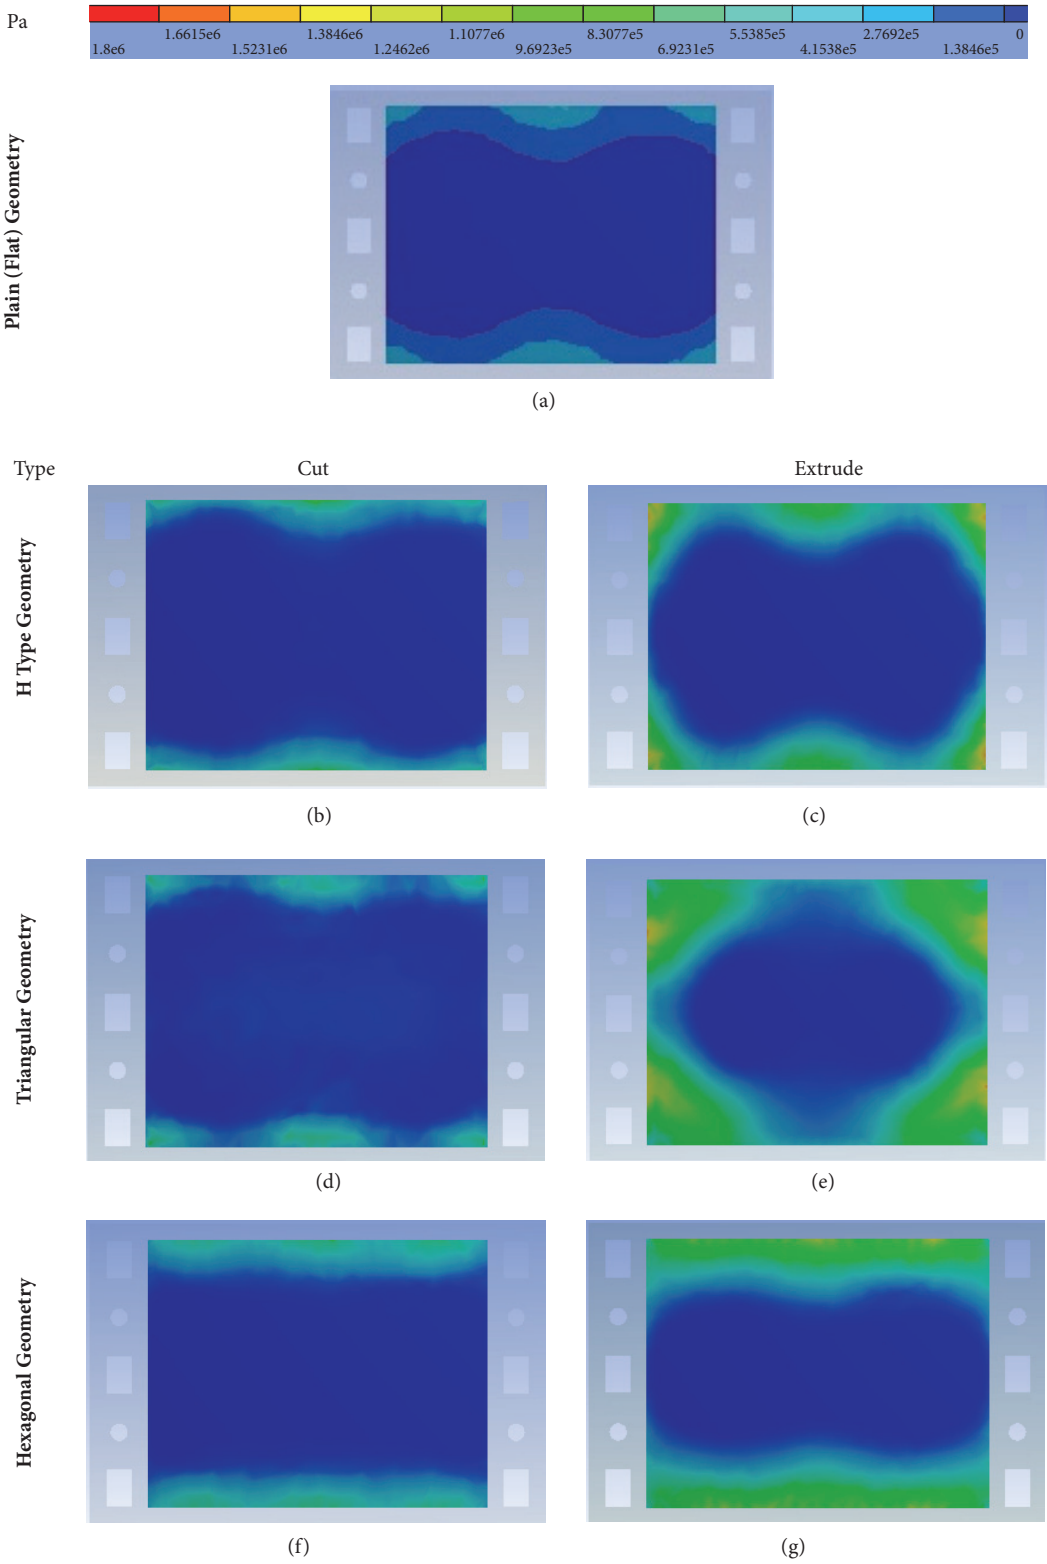 Pa
1.6615e6 1.3846e6 1.1077e6 8.3077e5 5.5385e5 2.7692e5 0
1.8e6 1.5231e6 1.2462e6 9.6923e5 6.9231e5 4.1538e5 1.3846e5
Plain (Flat) Geometry
(a)
Type Cut Extrude
H Type Geometry
(b) (c)
Triangular Geometry
(d) (e)
Hexagonal Geometry
(f) (g)